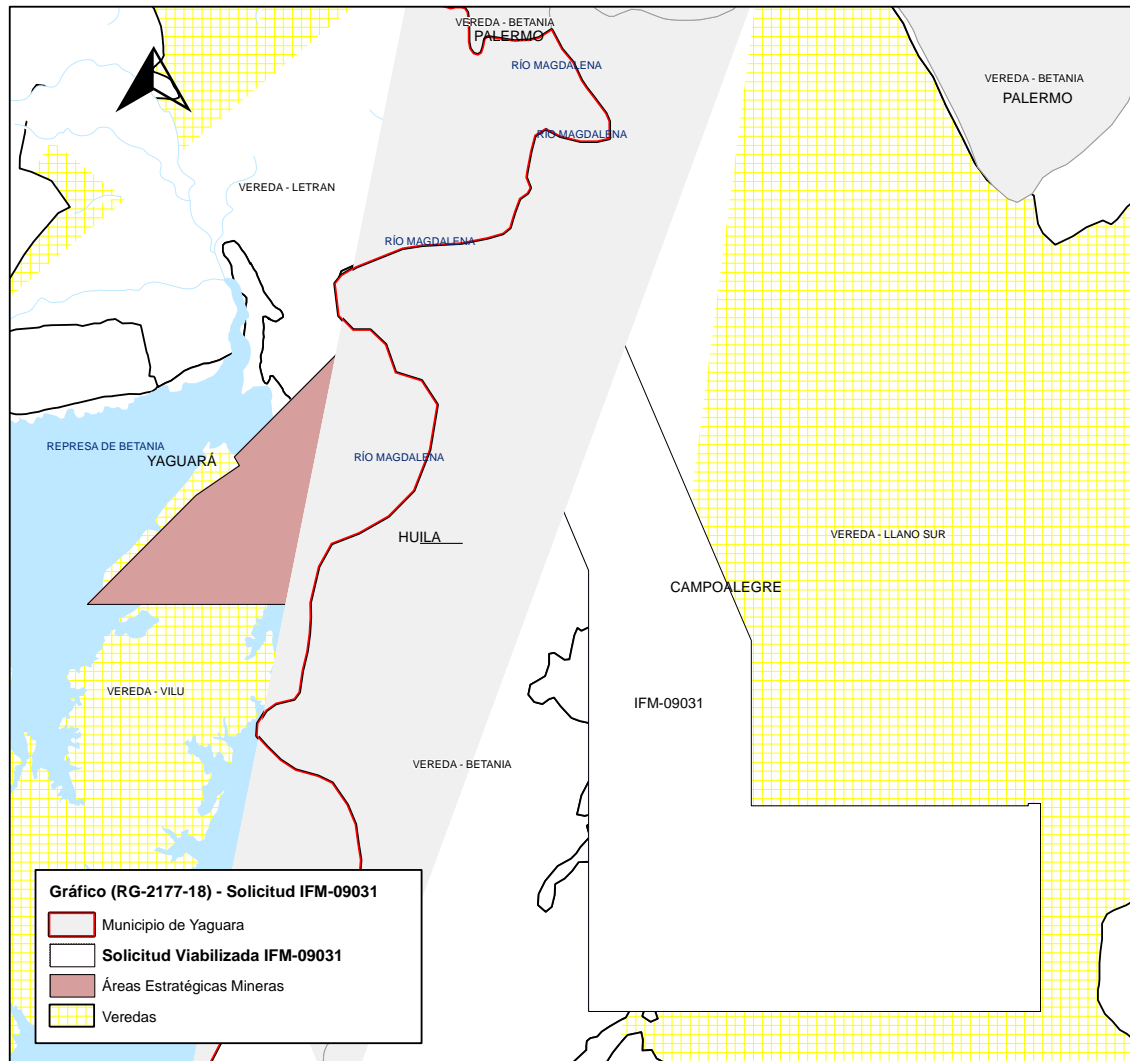 VEREDA - BETANIA
PALERMO
RÍO MAGDALENA
VEREDA - BETANIA
PALERMO
RÍO MAGDALENA
VEREDA - LETRAN
RÍO MAGDALENA
REPRESA DE BETANIA
YAGUARÁ
RÍO MAGDALENA
HUILA
VEREDA - LLANO SUR
CAMPOALEGRE
VEREDA - VILU
IFM-09031
VEREDA - BETANIA
Gráfico (RG-2177-18) - Solicitud IFM-09031
Municipio de Yaguara
Solicitud Viabilizada IFM-09031
Áreas Estratégicas Mineras
Veredas